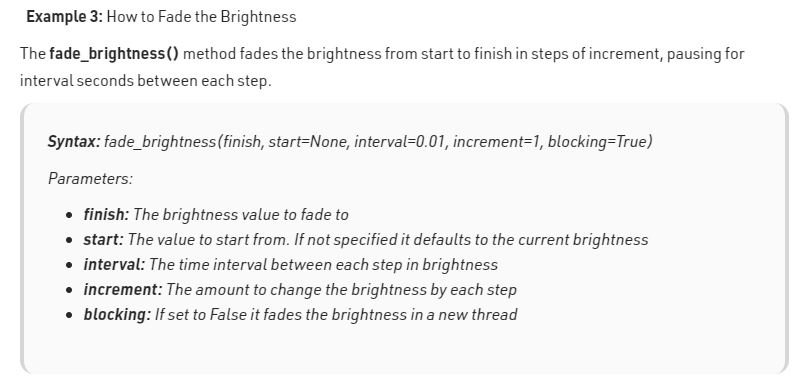 Example 3: How to Fade the Brightness
The fade_brightness() method fades the brightness from start to finish in steps of increment, pausing for
interval seconds between each step.
Syntax: fade_brightness(finish, start=None, interval=0.01, increment=1, blocking=True)
Parameters:
• finish: The brightness value to fade to
• start: The value to start from. If not specified it defaults to the current brightness
• interval: The time interval between each step in brightness
• increment: The amount to change the brightness by each step
• blocking: If set to False it fades the brightness in a new thread